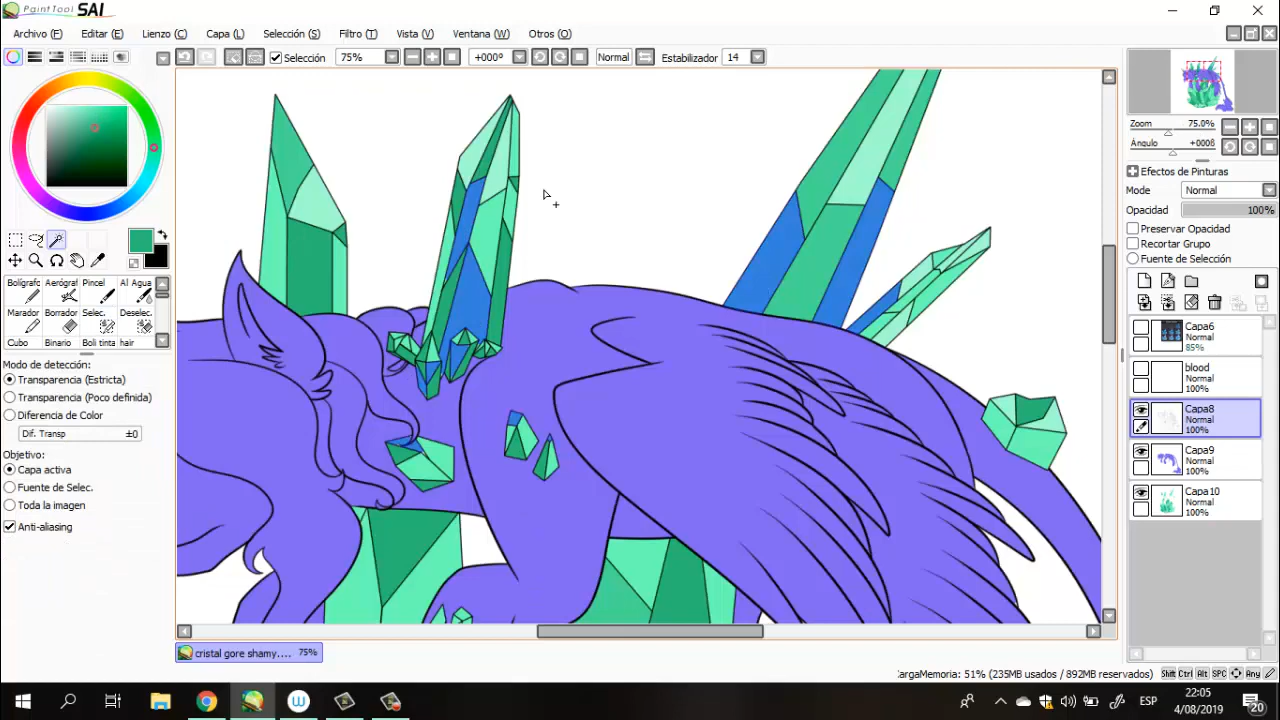 PaintTool SAI
Archivo (F) Editar (E) Lienzo (C) Capa (L) Selección (S) Filtro (T) Vista (V) Ventana (W) Otros (O)
Selección 75% +000º Normal Estabilizador 14
Zoom 75.0%
Ángulo +000ß
Efectos de Pinturas
Mode Normal
Opacidad 100%
Preservar Opacidad
Recortar Grupo
Fuente de Selección
Bolígrafc Aerógraf Pincel Al Agua
Marador Borrador Selec. Deselec.
Cubo Binario Boli tinta hair
Modo de detección:
Transparencia (Estricta)
Transparencia (Poco definida)
Diferencia de Color
Dif. Transp ±0
Objetivo:
Capa activa
Fuente de Selec.
Toda la imagen
Anti-aliasing
Capa6
Normal
85%
blood
Normal
100%
Capa8
Normal
100%
Capa9
Normal
100%
Capa10
Normal
100%
cristal gore shamy.... 75%
CargaMemoria: 51% (235MB usados / 892MB reservados) Shift Ctrl Alt SPC Any
ESP
22:05
4/08/2019
20